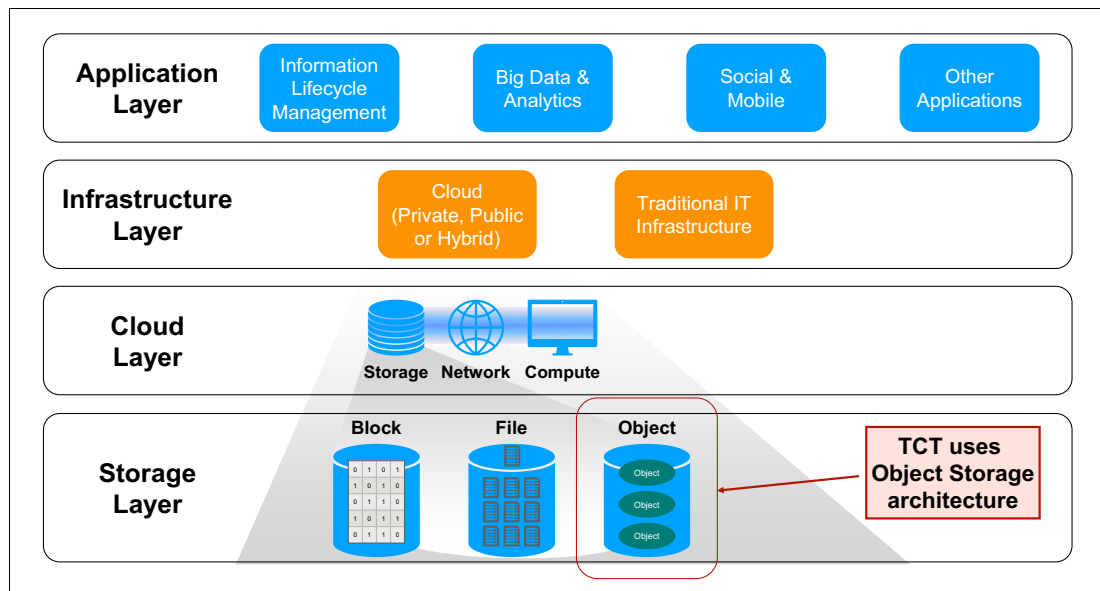 Application
Layer
Information
Lifecycle
Management
Big Data &
Analytics
Social &
Mobile
Other
Applications
Infrastructure
Layer
Cloud
(Private, Public
or Hybrid)
Traditional IT
Infrastructure
Cloud
Layer
Storage
Network
Compute
Storage
Layer
Block
0 1 0 1
1 0 1 0
0 1 1 0
1 0 1 1
0 1 1 0
File
Object
Object
Object
Object
TCT uses
Object Storage
architecture